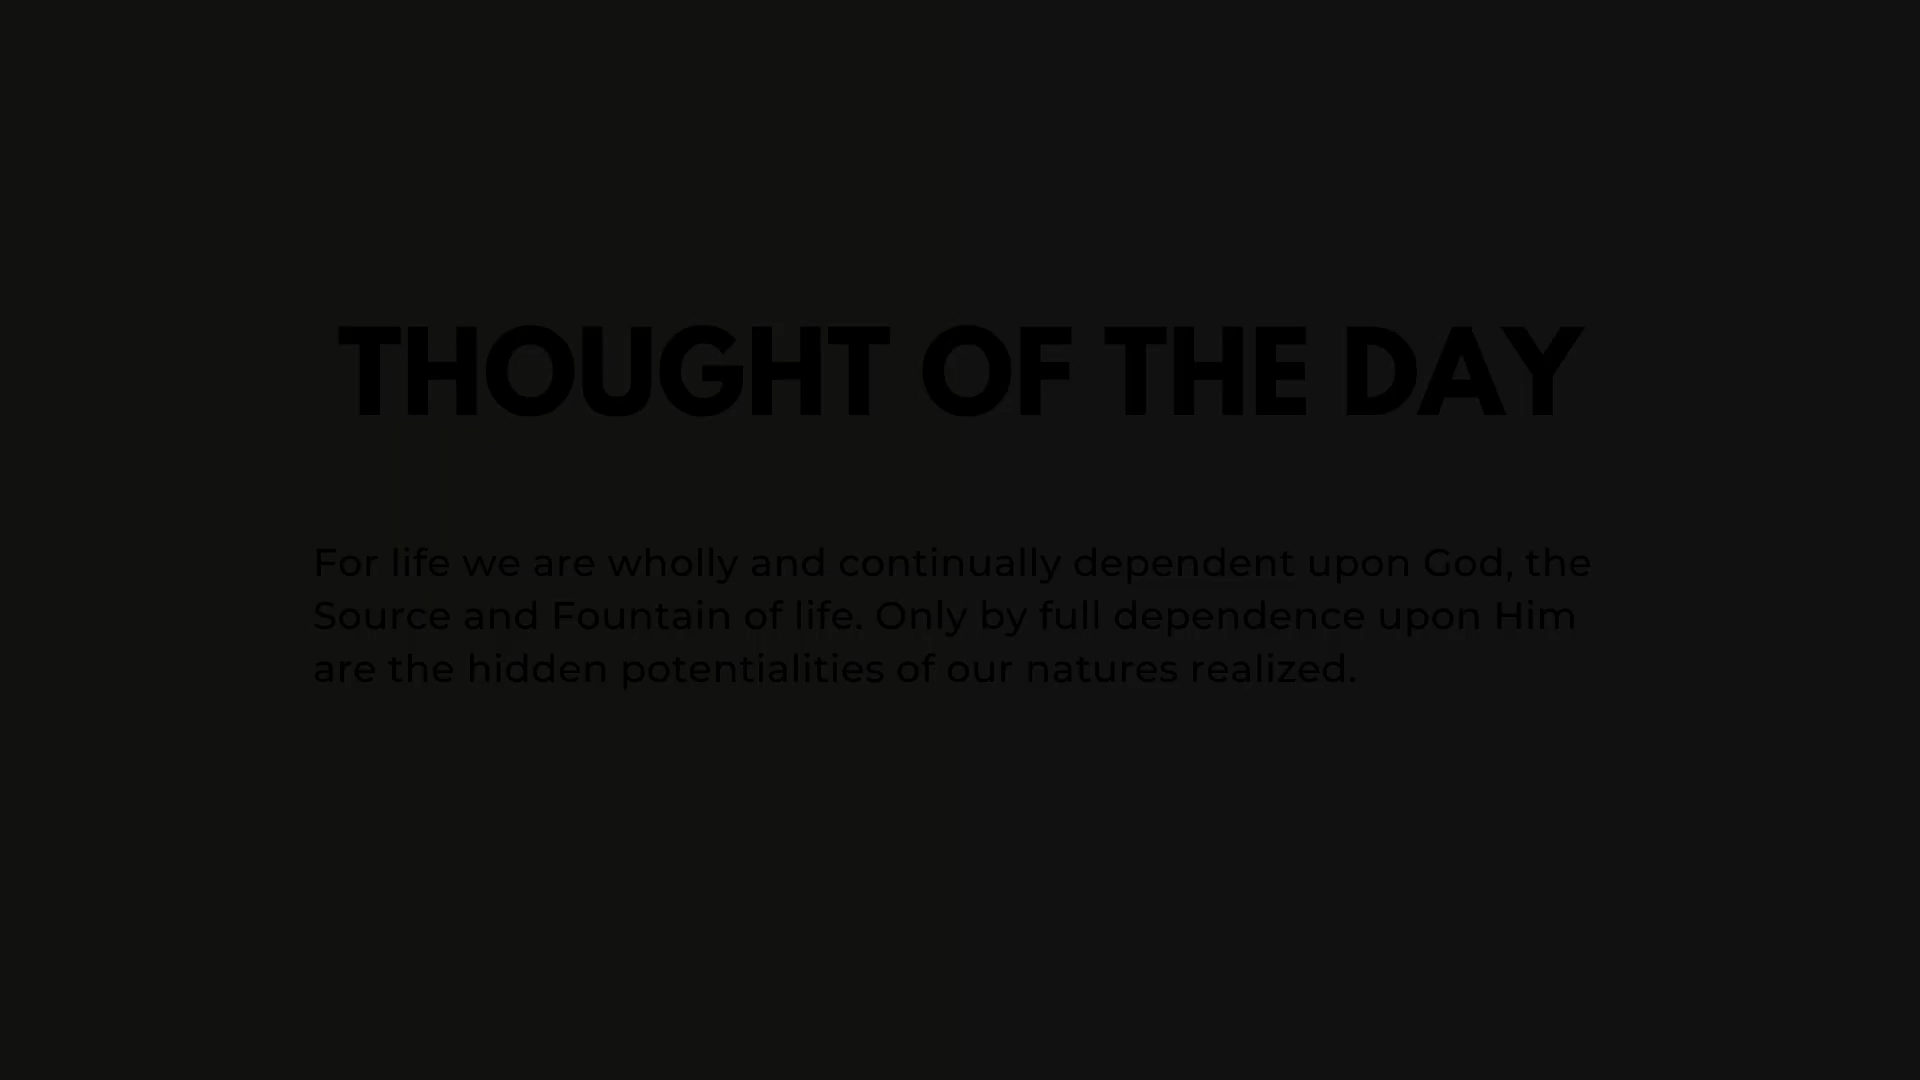 THOUGHT OF THE DAY
For life we are wholly and continually dependent upon God, the
Source and Fountain of life. Only by full dependence upon Him
are the hidden potentialities of our natures realized.